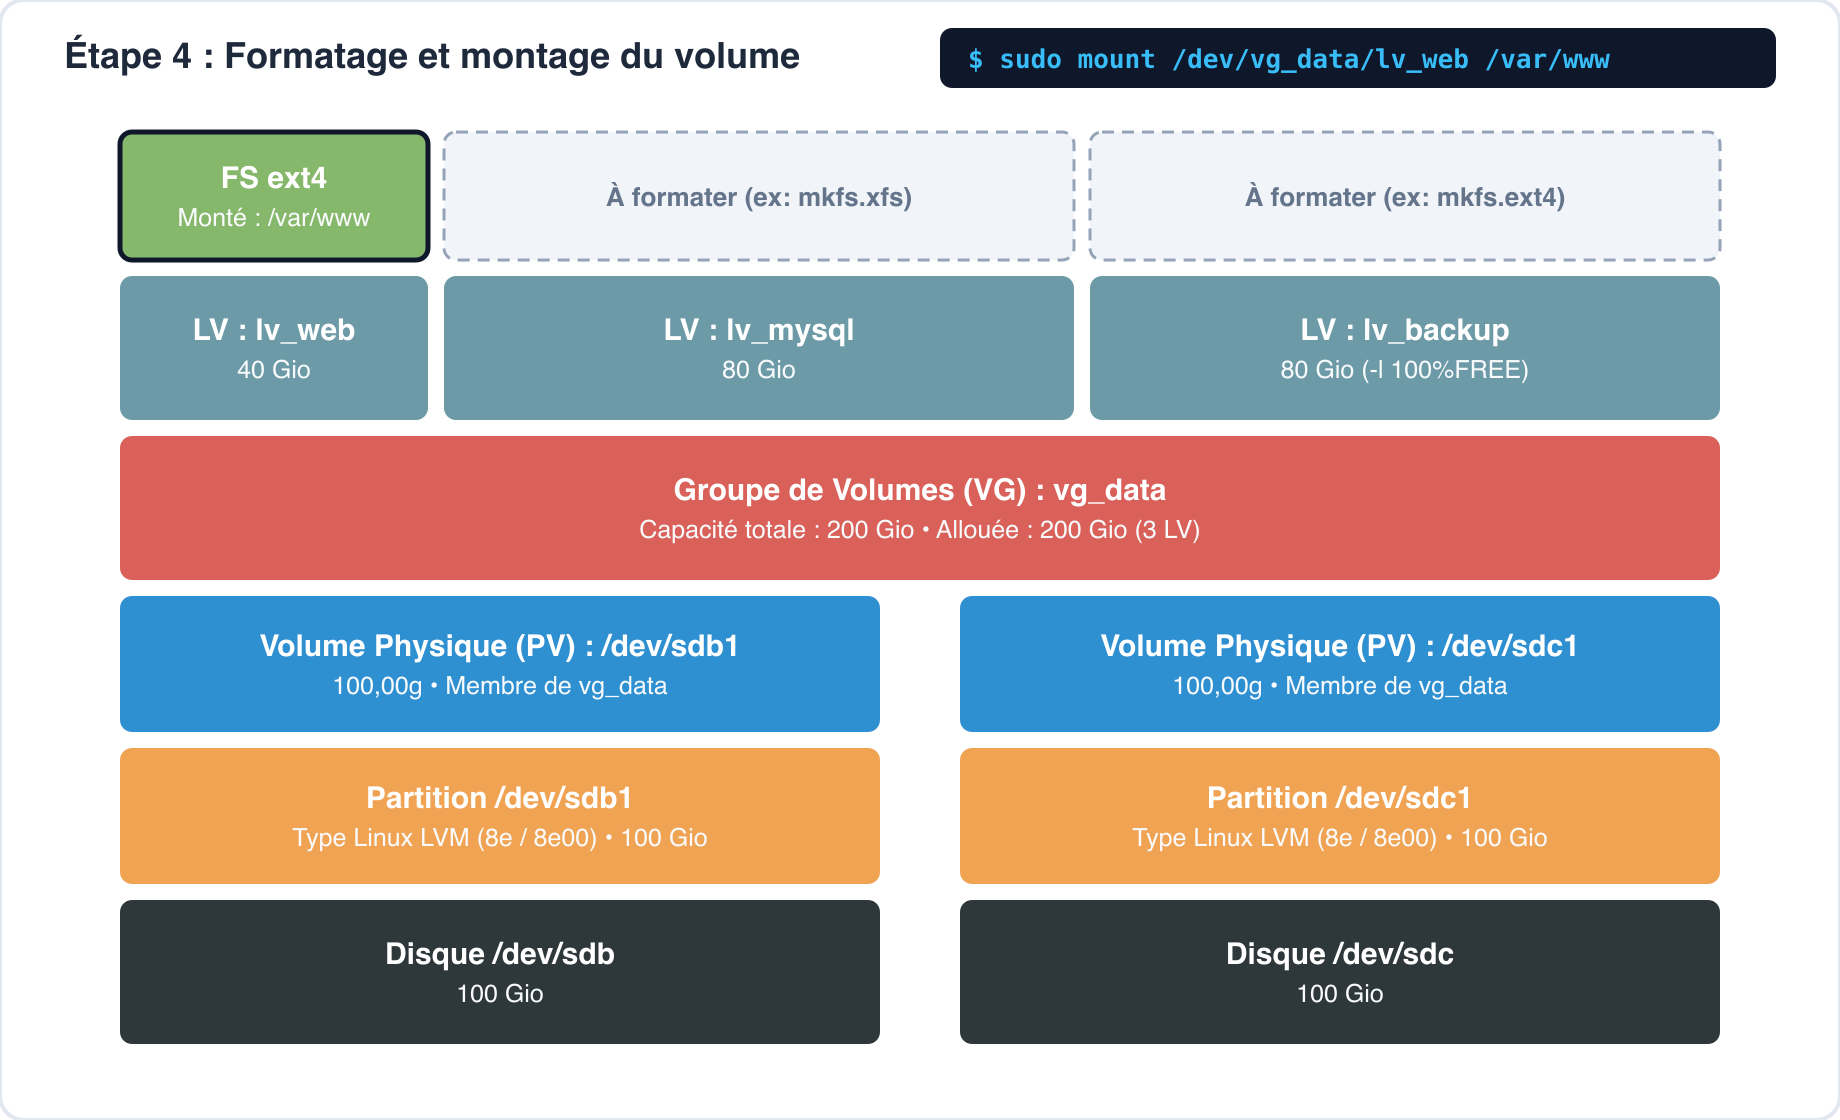 Étape 4 : Formatage et montage du volume
$ sudo mount /dev/vg_data/lv_web /var/www
FS ext4
Monté : /var/www
À formater (ex: mkfs.xfs)
À formater (ex: mkfs.ext4)
LV : lv_web
40 Gio
LV : lv_mysql
80 Gio
LV : lv_backup
80 Gio (-l 100%FREE)
Groupe de Volumes (VG) : vg_data
Capacité totale : 200 Gio • Allouée : 200 Gio (3 LV)
Volume Physique (PV) : /dev/sdb1
100,00g • Membre de vg_data
Volume Physique (PV) : /dev/sdc1
100,00g • Membre de vg_data
Partition /dev/sdb1
Type Linux LVM (8e / 8e00) • 100 Gio
Partition /dev/sdc1
Type Linux LVM (8e / 8e00) • 100 Gio
Disque /dev/sdb
100 Gio
Disque /dev/sdc
100 Gio